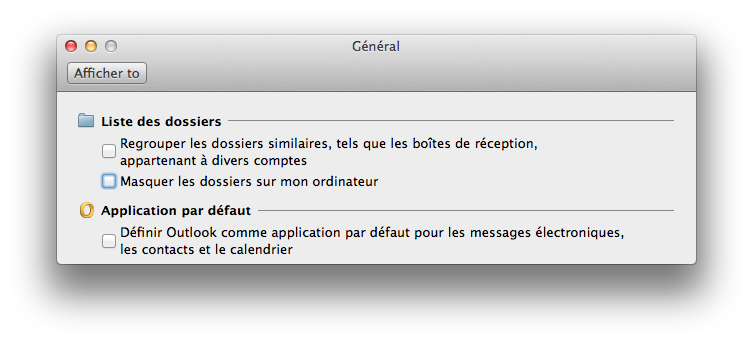 Général
Afficher to
Liste des dossiers
Regrouper les dossiers similaires, tels que les boîtes de réception,
appartenant à divers comptes
Masquer les dossiers sur mon ordinateur
Application par défaut
Définir Outlook comme application par défaut pour les messages électroniques,
les contacts et le calendrier